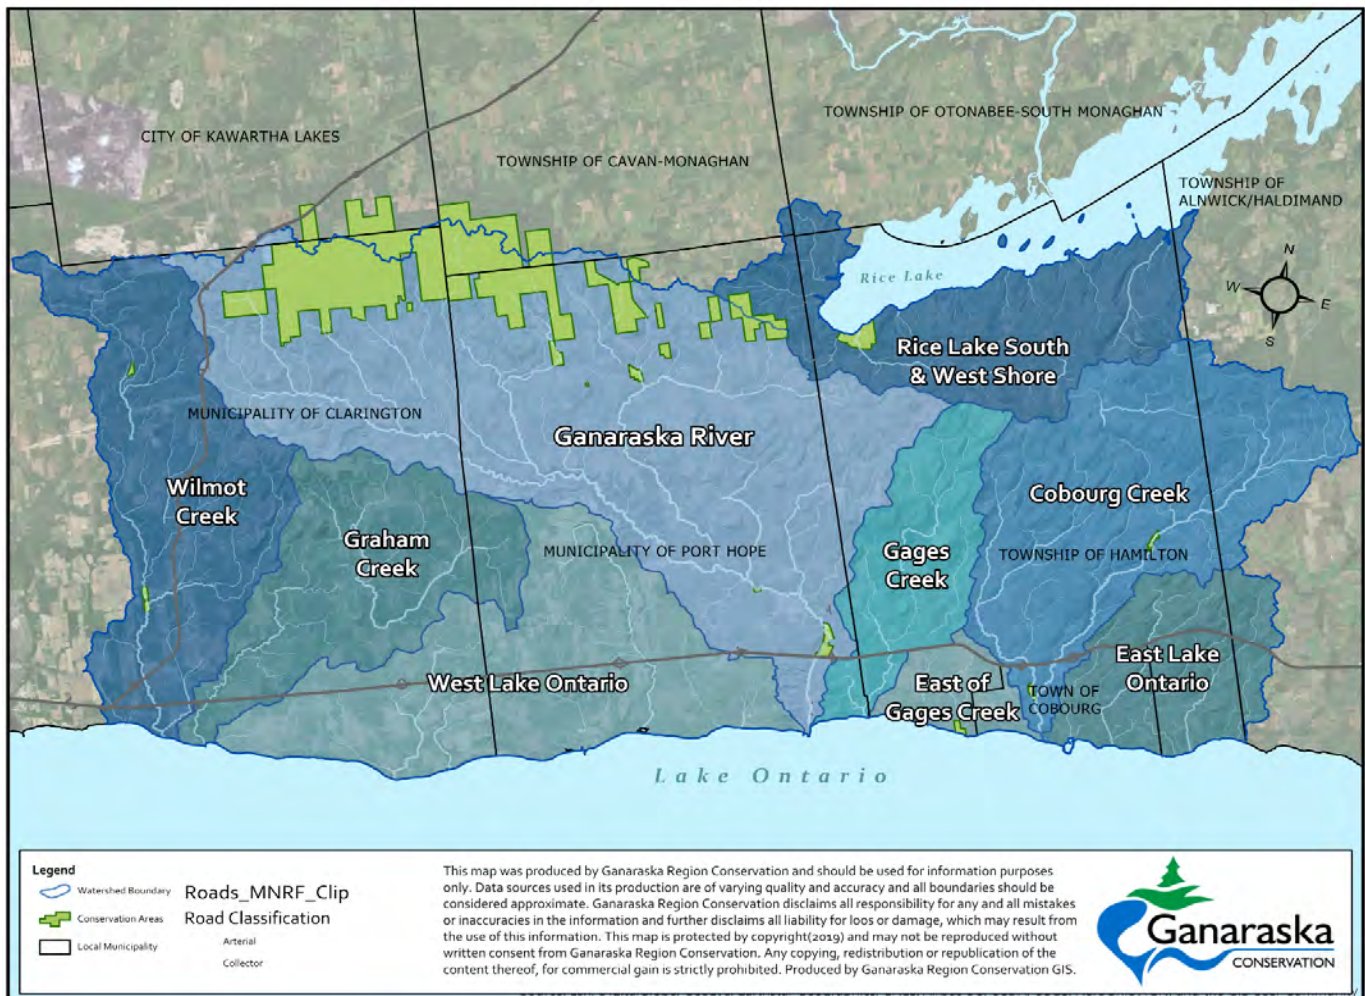 CITY OF KAWARTHA LAKES
TOWNSHIP OF CAVAN-MONAGHAN
TOWNSHIP OF OTONABEE-SOUTH MONAGHAN
TOWNSHIP OF
ALNWICK/HALDIMAND
N
W
E
S
Rice Lake
Rice Lake South
& West Shore
MUNICIPALITY OF CLARINGTON
Ganaraska River
Wilmot
Creek
Graham
Creek
MUNICIPALITY OF PORT HOPE
Gages
Creek
Cobourg Creek
TOWNSHIP OF HAMILTON
West Lake Ontario
East of
Gages Creek
TOWN OF
COBOURG
East Lake
Ontario
Lake Ontario
Legend
Watershed Boundary
Conservation Areas
Local Municipality
Roads_MNRF_Clip
Road Classification
Arterial
Collector
This map was produced by Ganaraska Region Conservation and should be used for information purposes
only. Data sources used in its production are of varying quality and accuracy and all boundaries should be
considered approximate. Ganaraska Region Conservation disclaims all responsibility for any and all mistakes
or inaccuracies in the information and further disclaims all liability for loos or damage, which may result from
the use of this information. This map is protected by copyright(2019) and may not be reproduced without
written consent from Ganaraska Region Conservation. Any copying, redistribution or republication of the
content thereof, for commercial gain is strictly prohibited. Produced by Ganaraska Region Conservation GIS.
Ganaraska
CONSERVATION